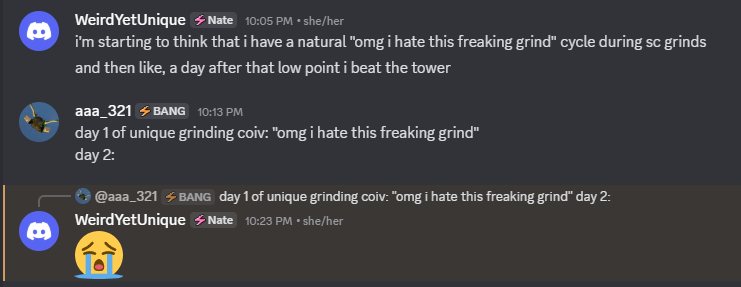 WeirdYetUnique Nate 10:05 PM • she/her
i'm starting to think that i have a natural "omg i hate this freaking grind" cycle during sc grinds
and then like, a day after that low point i beat the tower
aaa_321 BANG 10:13 PM
day 1 of unique grinding coiv: "omg i hate this freaking grind"
day 2:
@aaa_321 BANG day 1 of unique grinding coiv: "omg i hate this freaking grind" day 2:
WeirdYetUnique Nate 10:23 PM • she/her